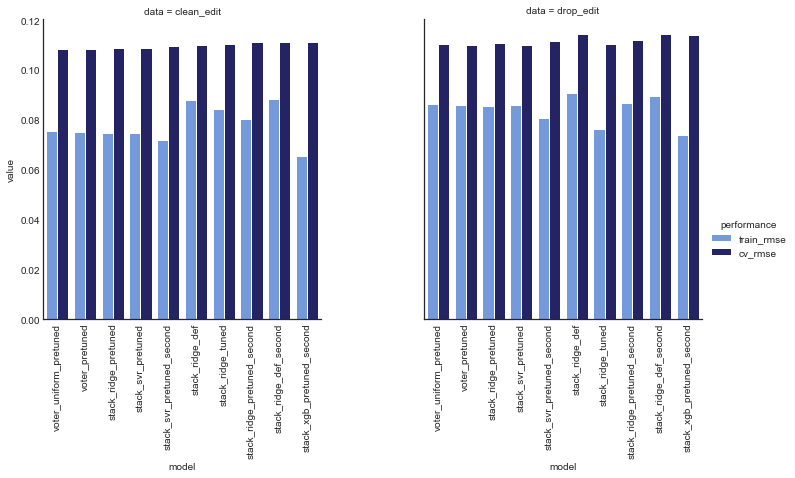 data = clean_edit
data = drop_edit
0.12
0.10
0.08
0.06
0.04
0.02
0.00
value
voter_uniform_pretuned
voter_pretuned
stack_ridge_pretuned
stack_svr_pretuned
stack_svr_pretuned_second
stack_ridge_def
stack_ridge_tuned
stack_ridge_pretuned_second
stack_ridge_def_second
stack_xgb_pretuned_second
model
voter_uniform_pretuned
voter_pretuned
stack_ridge_pretuned
stack_svr_pretuned
stack_svr_pretuned_second
stack_ridge_def
stack_ridge_tuned
stack_ridge_pretuned_second
stack_ridge_def_second
stack_xgb_pretuned_second
model
performance
train_rmse
cv_rmse